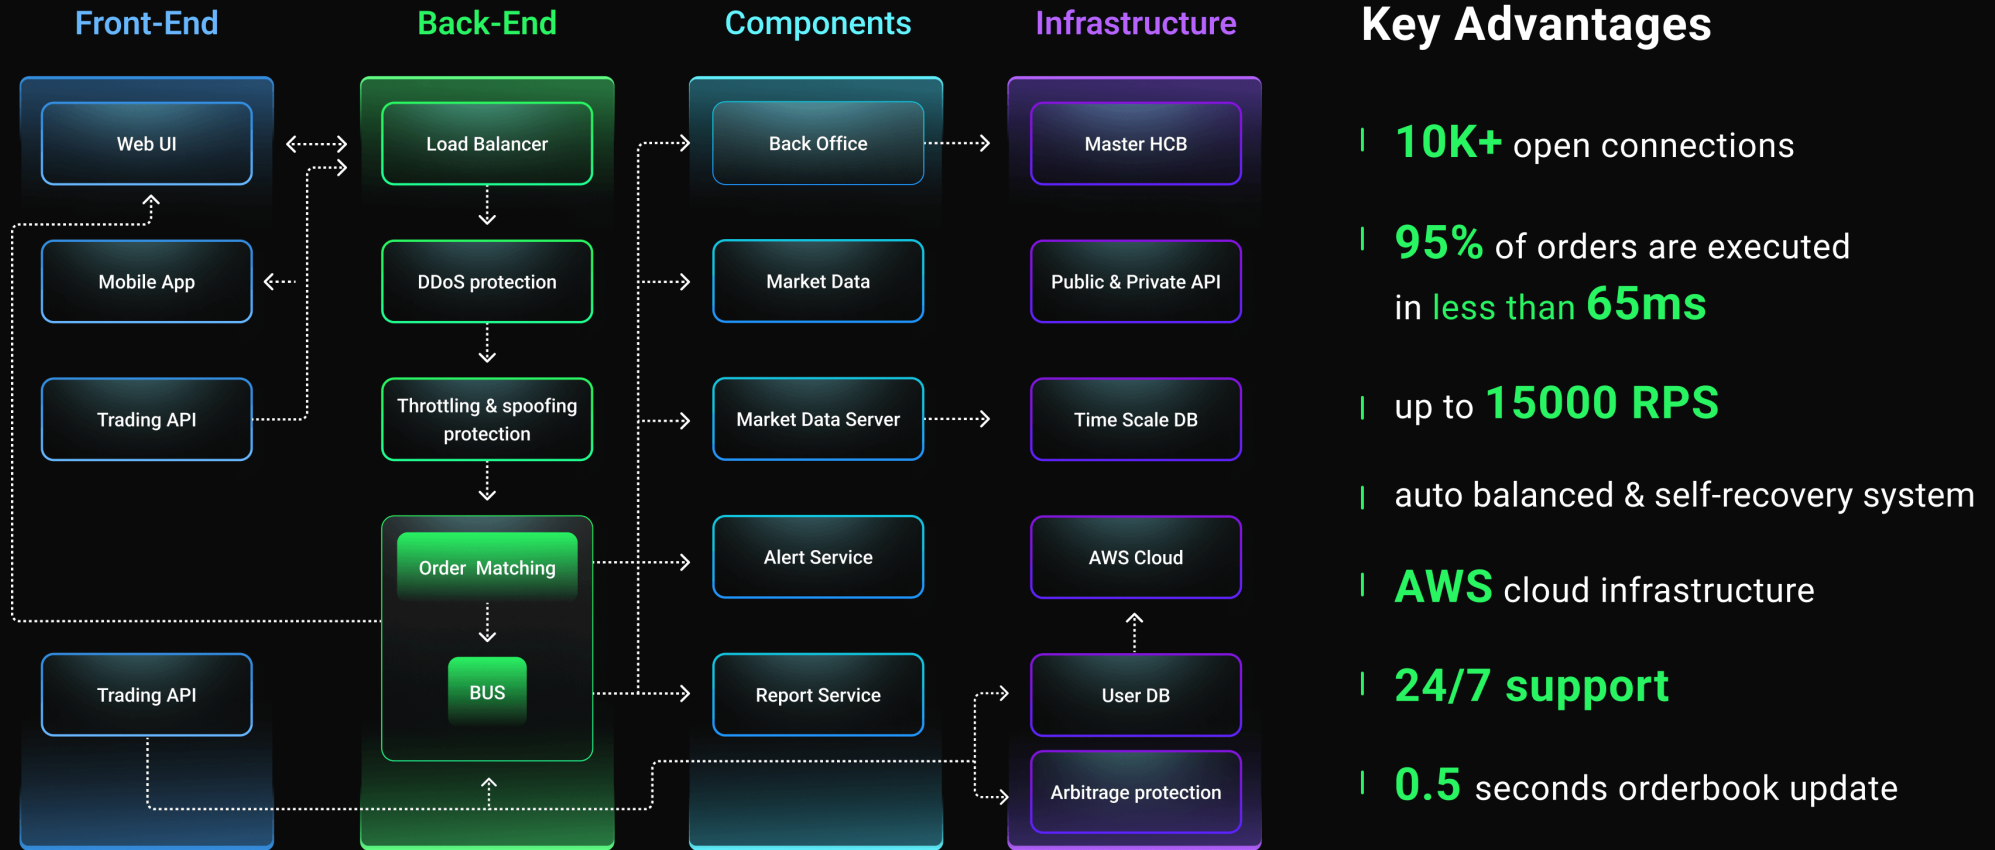 Front-End
Web UI
Mobile App
Trading API
Trading API
Back-End
Load Balancer
DDoS protection
Throttling & spoofing
protection
Order Matching
BUS
Components
Back Office
Market Data
Market Data Server
Alert Service
Report Service
Infrastructure
Master HCB
Public & Private API
Time Scale DB
AWS Cloud
User DB
Arbitrage protection
Key Advantages
10K+ open connections
95% of orders are executed
in less than 65ms
up to 15000 RPS
auto balanced & self-recovery system
AWS cloud infrastructure
24/7 support
0.5 seconds orderbook update